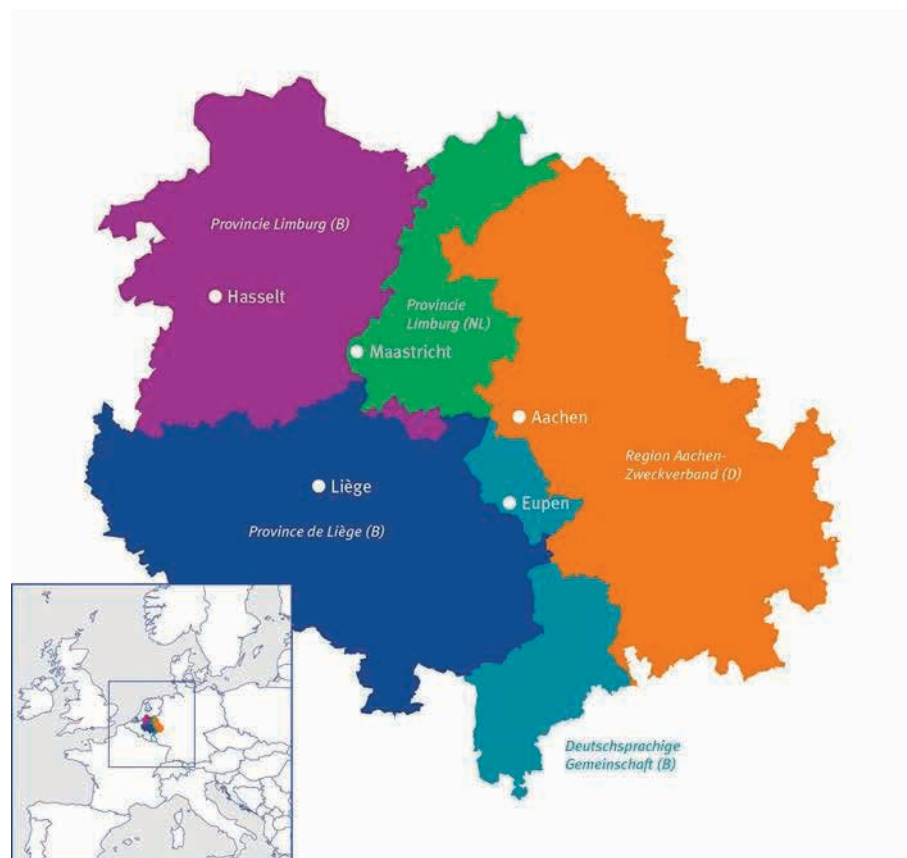 Provincie Limburg (B)
Hasselt
Provincie
Limburg (NL)
Maastricht
Aachen
Region Aachen-
Zweckverband (D)
Liège
Eupen
Province de Liège (B)
Deutschsprachige
Gemeinschaft (B)